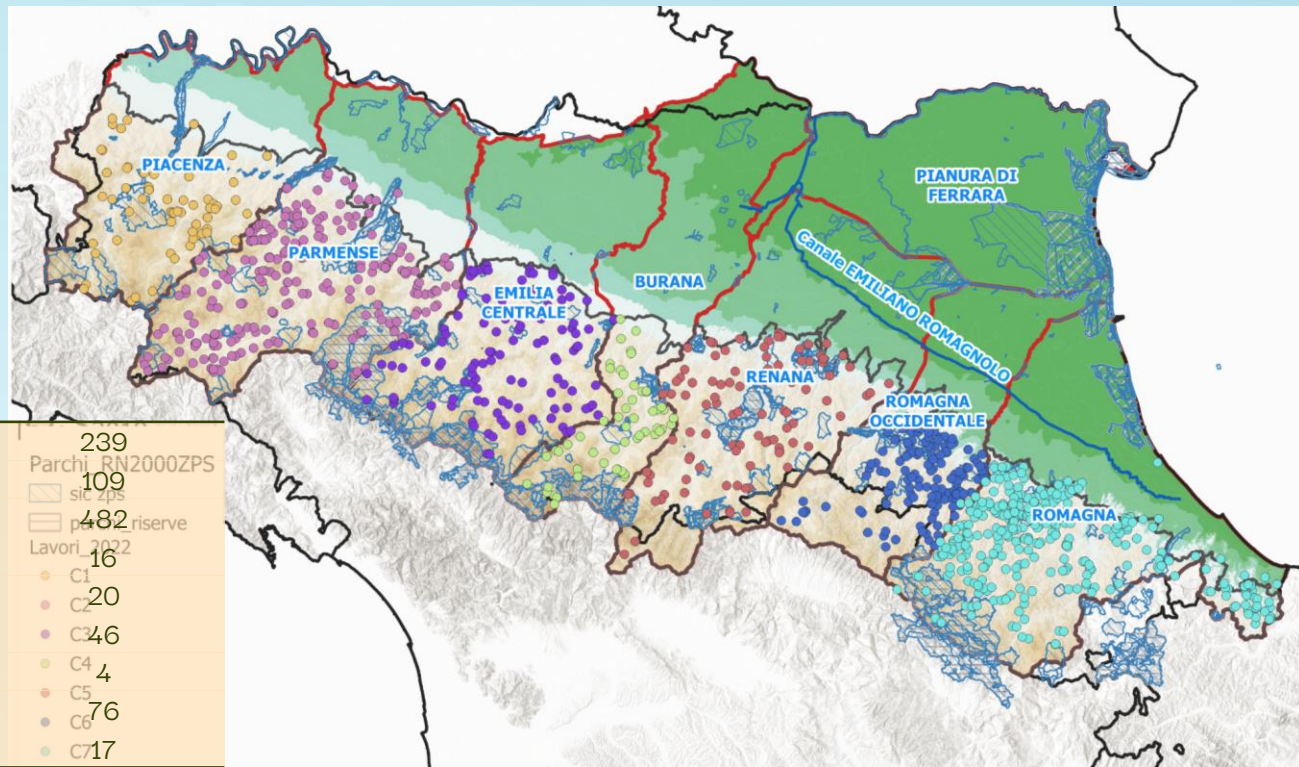 PIACENZA
PARMENSE
EMILIA
CENTRALE
BURANA
PIANURA DI
FERRARA
Canale EMILIANO ROMAGNOLO
RENANA
ROMAGNA
OCCIDENTALE
ROMAGNA
239
Parchi_RN2000ZPS
109
sic zps
482
parchi_riserve
Lavori_2022
16
C1
20
C2
46
C3
4
C4
C5
76
C6
17
C7